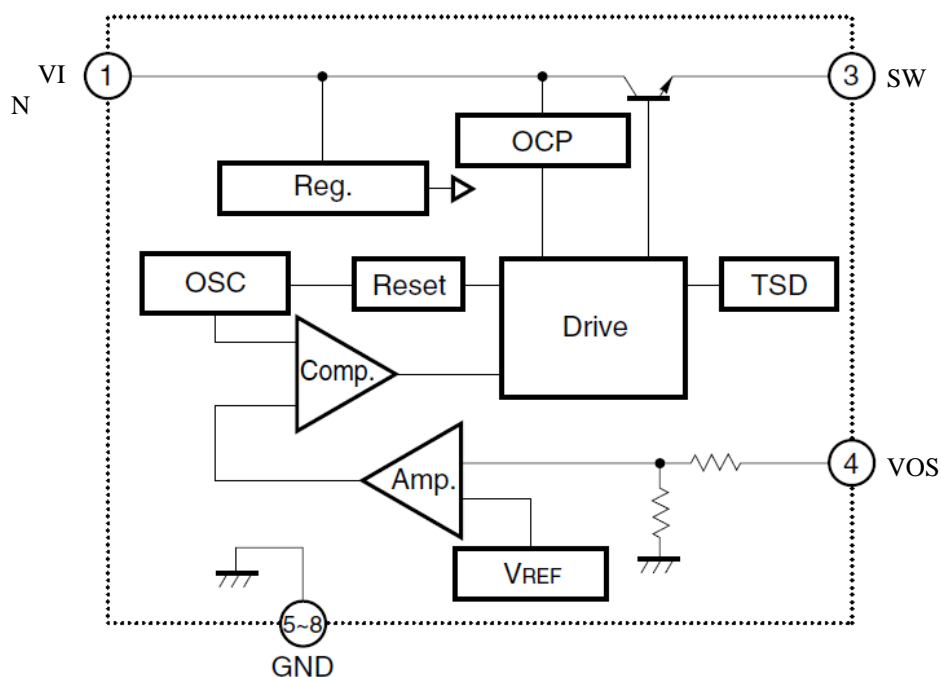 VI
N
1
3
SW
OCP
Reg.
OSC
Reset
Drive
TSD
Comp.
Amp.
4
VOS
VREF
5~8
GND